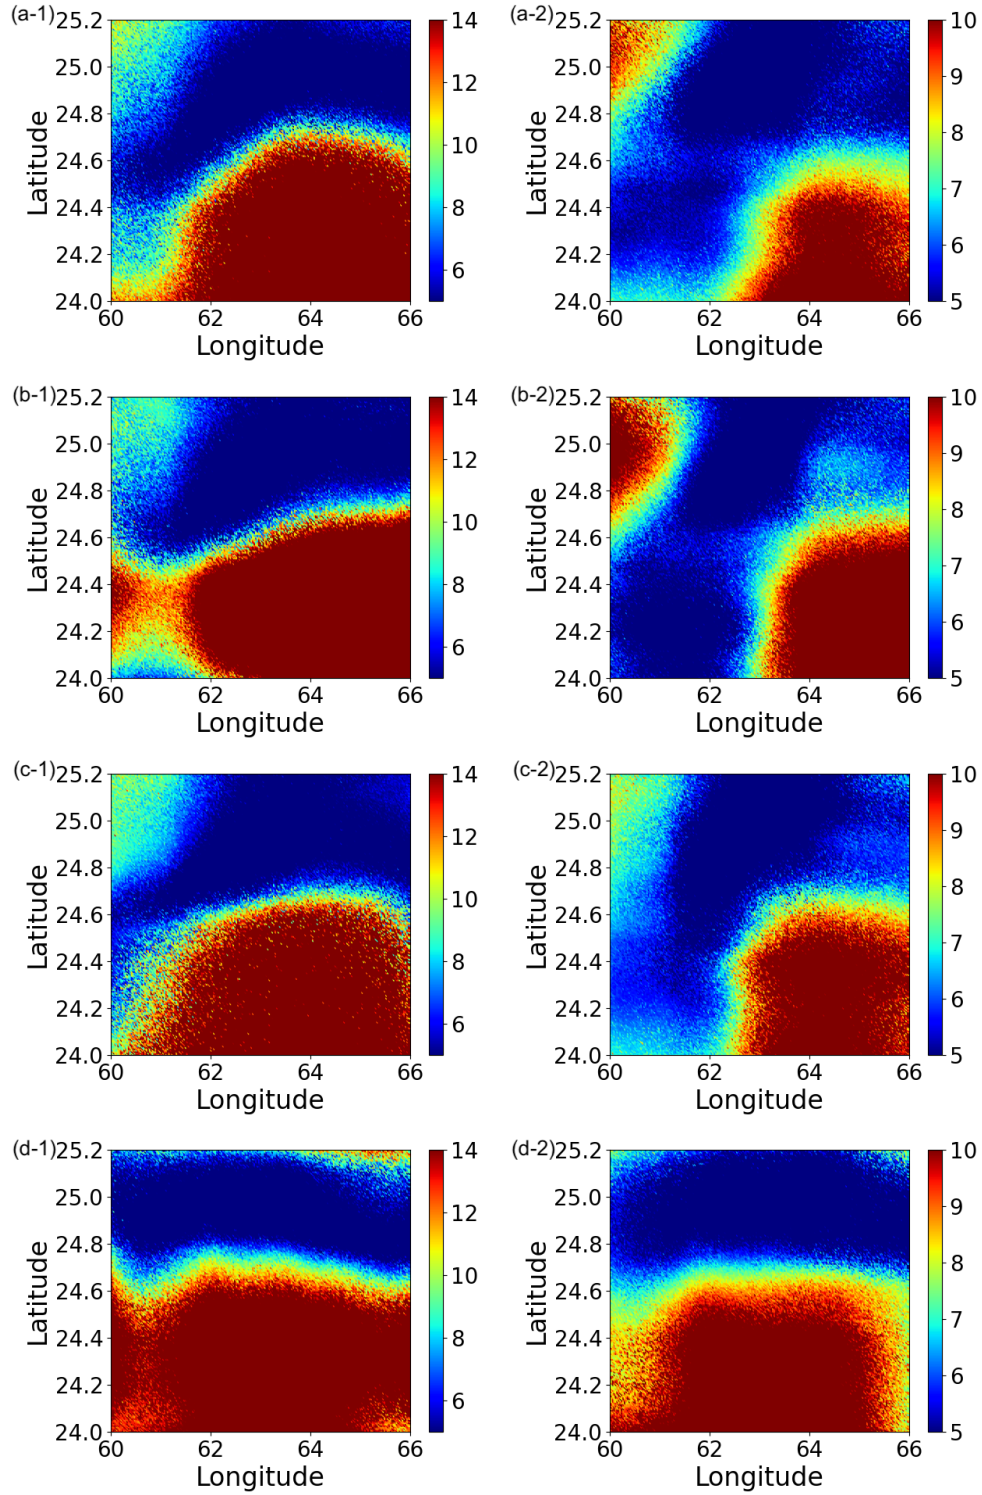 (a-1) 25.2 14 (a-2) 25.2 10
25.0 12 25.0 9
24.8 24.8
Latitude 24.6 10 Latitude 24.6 8
24.4 8 24.4 7
24.2 6 24.2 6
24.0 24.0 5
60 62 64 66 60 62 64 66
Longitude Longitude
(b-1) 25.2 14 (b-2) 25.2 10
25.0 12 25.0 9
24.8 24.8
Latitude 24.6 10 Latitude 24.6 8
24.4 8 24.4 7
24.2 6 24.2 6
24.0 24.0 5
60 62 64 66 60 62 64 66
Longitude Longitude
(c-1) 25.2 14 (c-2) 25.2 10
25.0 12 25.0 9
24.8 24.8
Latitude 24.6 10 Latitude 24.6 8
24.4 8 24.4 7
24.2 6 24.2 6
24.0 24.0 5
60 62 64 66 60 62 64 66
Longitude Longitude
(d-1) 25.2 14 (d-2) 25.2 10
25.0 12 25.0 9
24.8 24.8
Latitude 24.6 10 Latitude 24.6 8
24.4 8 24.4 7
24.2 6 24.2 6
24.0 24.0 5
60 62 64 66 60 62 64 66
Longitude Longitude